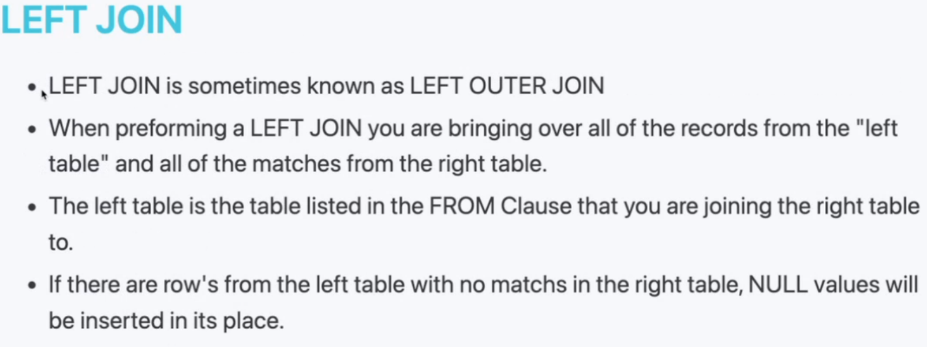 LEFT JOIN
• LEFT JOIN is sometimes known as LEFT OUTER JOIN
• When preforming a LEFT JOIN you are bringing over all of the records from the "left
table" and all of the matches from the right table.
• The left table is the table listed in the FROM Clause that you are joining the right table
to.
• If there are row's from the left table with no matchs in the right table, NULL values will
be inserted in its place.